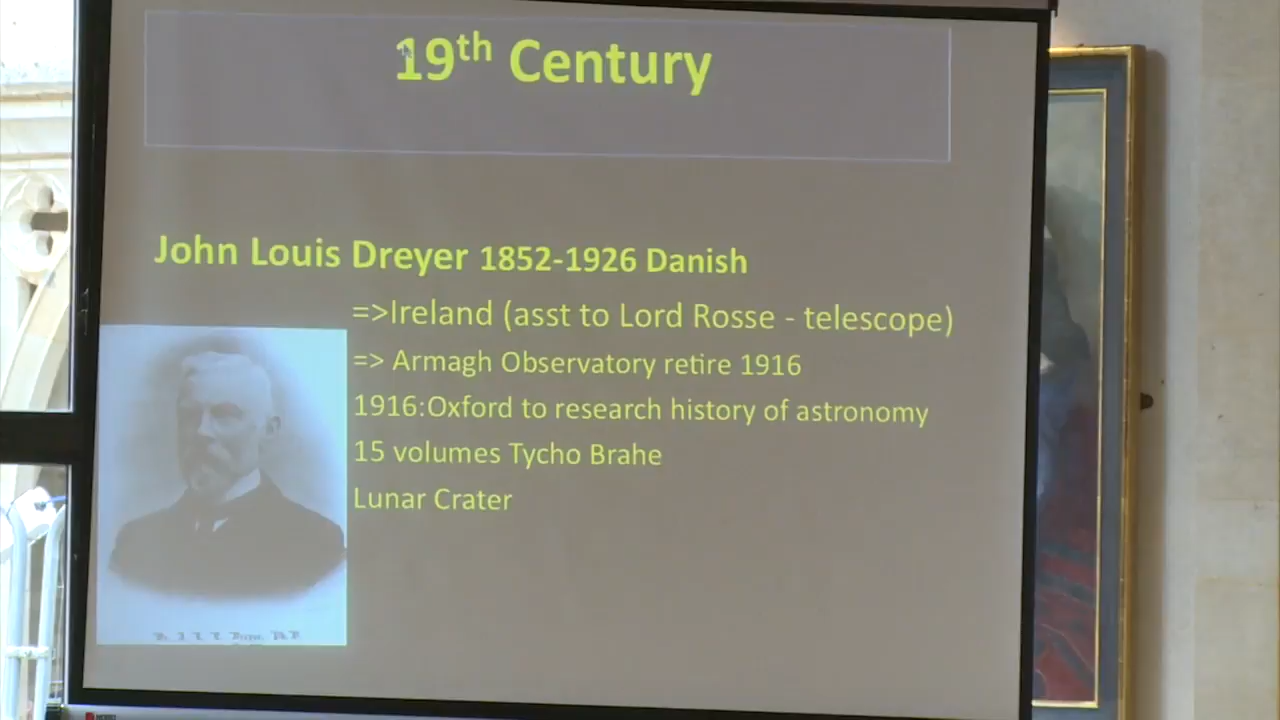 19th Century
John Louis Dreyer 1852-1926 Danish
=>Ireland (asst to Lord Rosse - telescope)
=> Armagh Observatory retire 1916
1916:Oxford to research history of astronomy
15 volumes Tycho Brahe
Lunar Crater